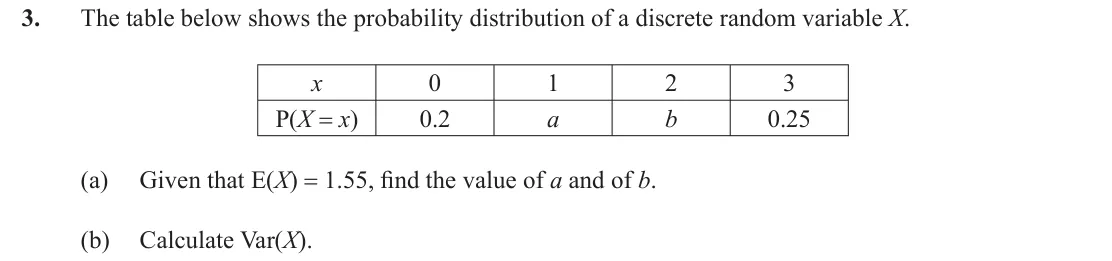 3. The table below shows the probability distribution of a discrete random variable X.
x 0 1 2 3
P(X = x) 0.2 a b 0.25
(a) Given that E(X) = 1.55, find the value of a and of b.
(b) Calculate Var(X).